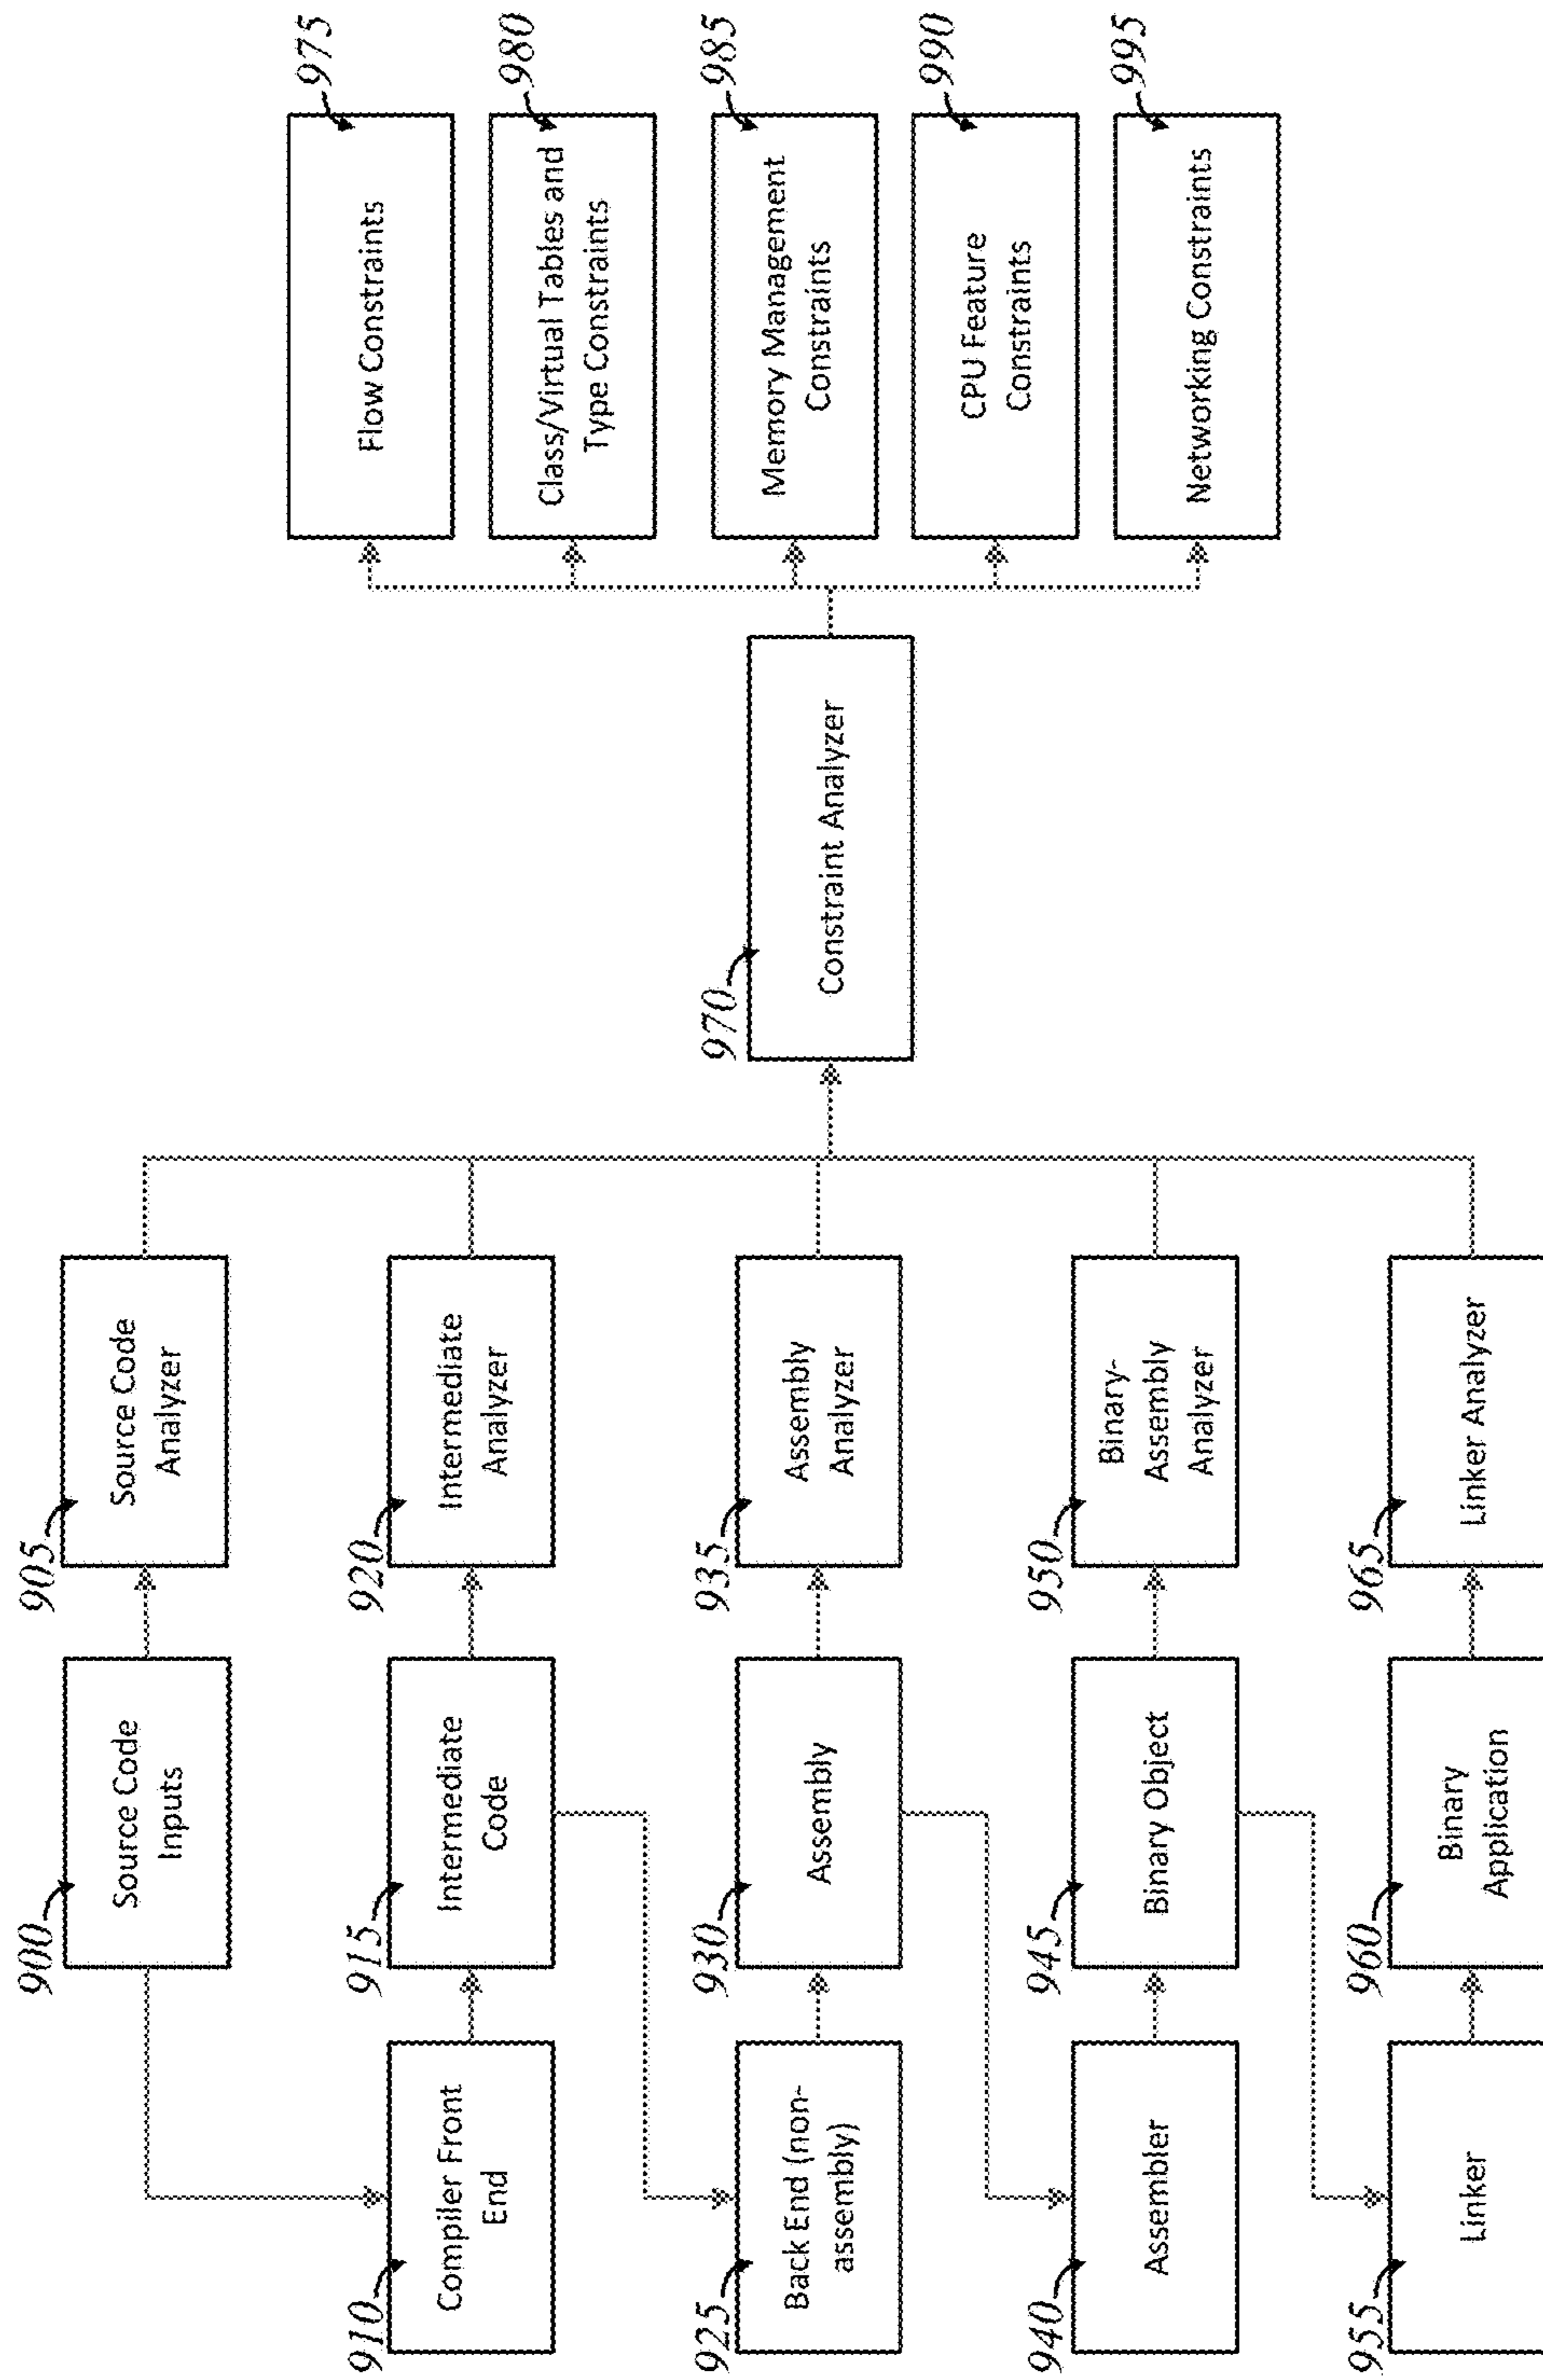 900
Source Code
Inputs
905
Source Code
Analyzer
910
Compiler Front
End
915
Intermediate
Code
920
Intermediate
Analyzer
925
Back End (non-
assembly)
930
Assembly
935
Assembly
Analyzer
940
Assembler
945
Binary Object
950
Binary-
Assembly
Analyzer
955
Linker
960
Binary
Application
965
Linker Analyzer
970
Constraint Analyzer
975
Flow Constraints
980
Class/Virtual Tables and
Type Constraints
985
Memory Management
Constraints
990
CPU Feature
Constraints
995
Networking Constraints